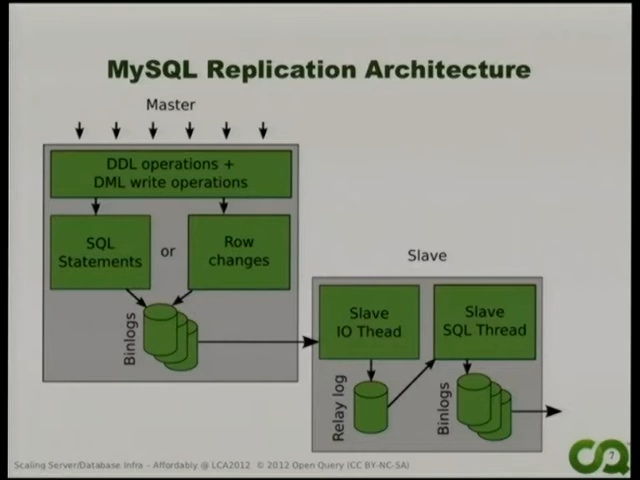 MySQL Replication Architecture
Master
DDL operations +
DML write operations
SQL
Statements
or
Row
changes
Binlogs
Slave
Slave
IO Thead
Slave
SQL Thread
Relay log
Binlogs
Scaling Server/Database Infra – Affordably @ LCA2012 © 2012 Open Query (CC BY-NC-SA)
7